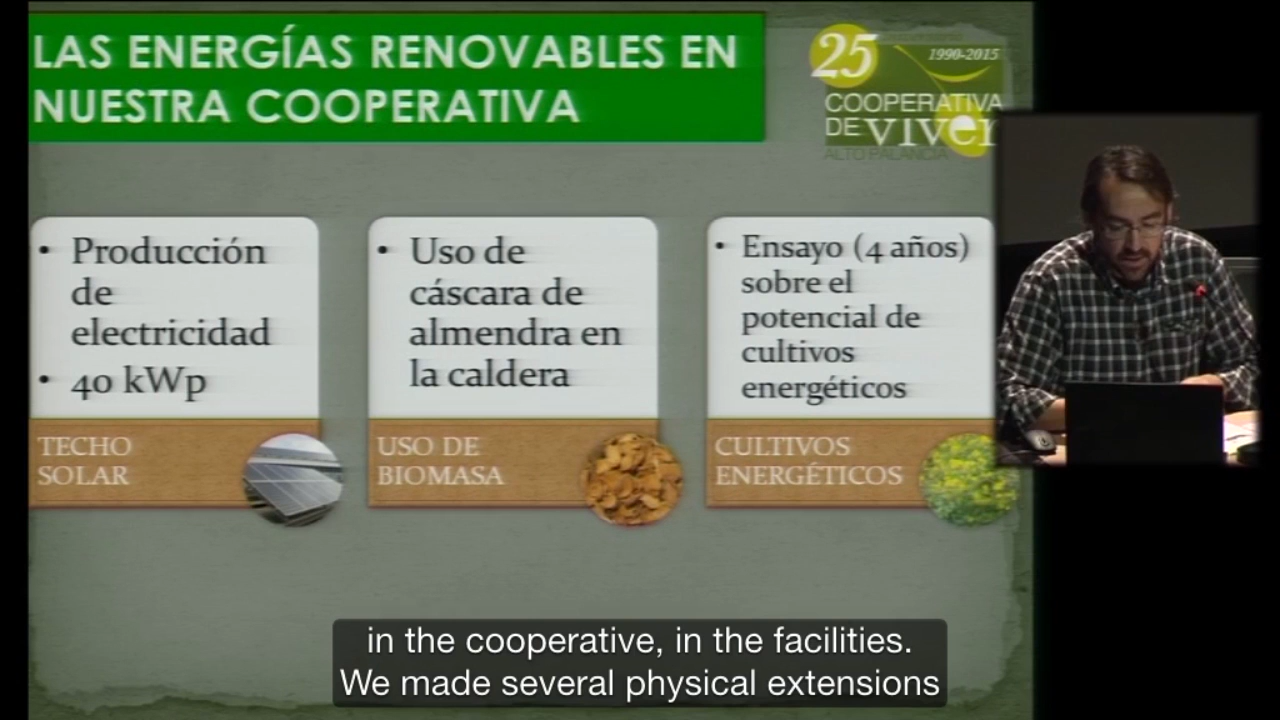 LAS ENERGÍAS RENOVABLES EN
NUESTRA COOPERATIVA
25
1990-2015
COOPERATIVA
DE viver
ALTO PALANCIA
• Producción
de
electricidad
• 40 kWp
TECHO
SOLAR
• Uso de
cáscara de
almendra en
la caldera
USO DE
BIOMASA
• Ensayo (4 años)
sobre el
potencial de
cultivos
energéticos
CULTIVOS
ENERGÉTICOS
in the cooperative, in the facilities.
We made several physical extensions